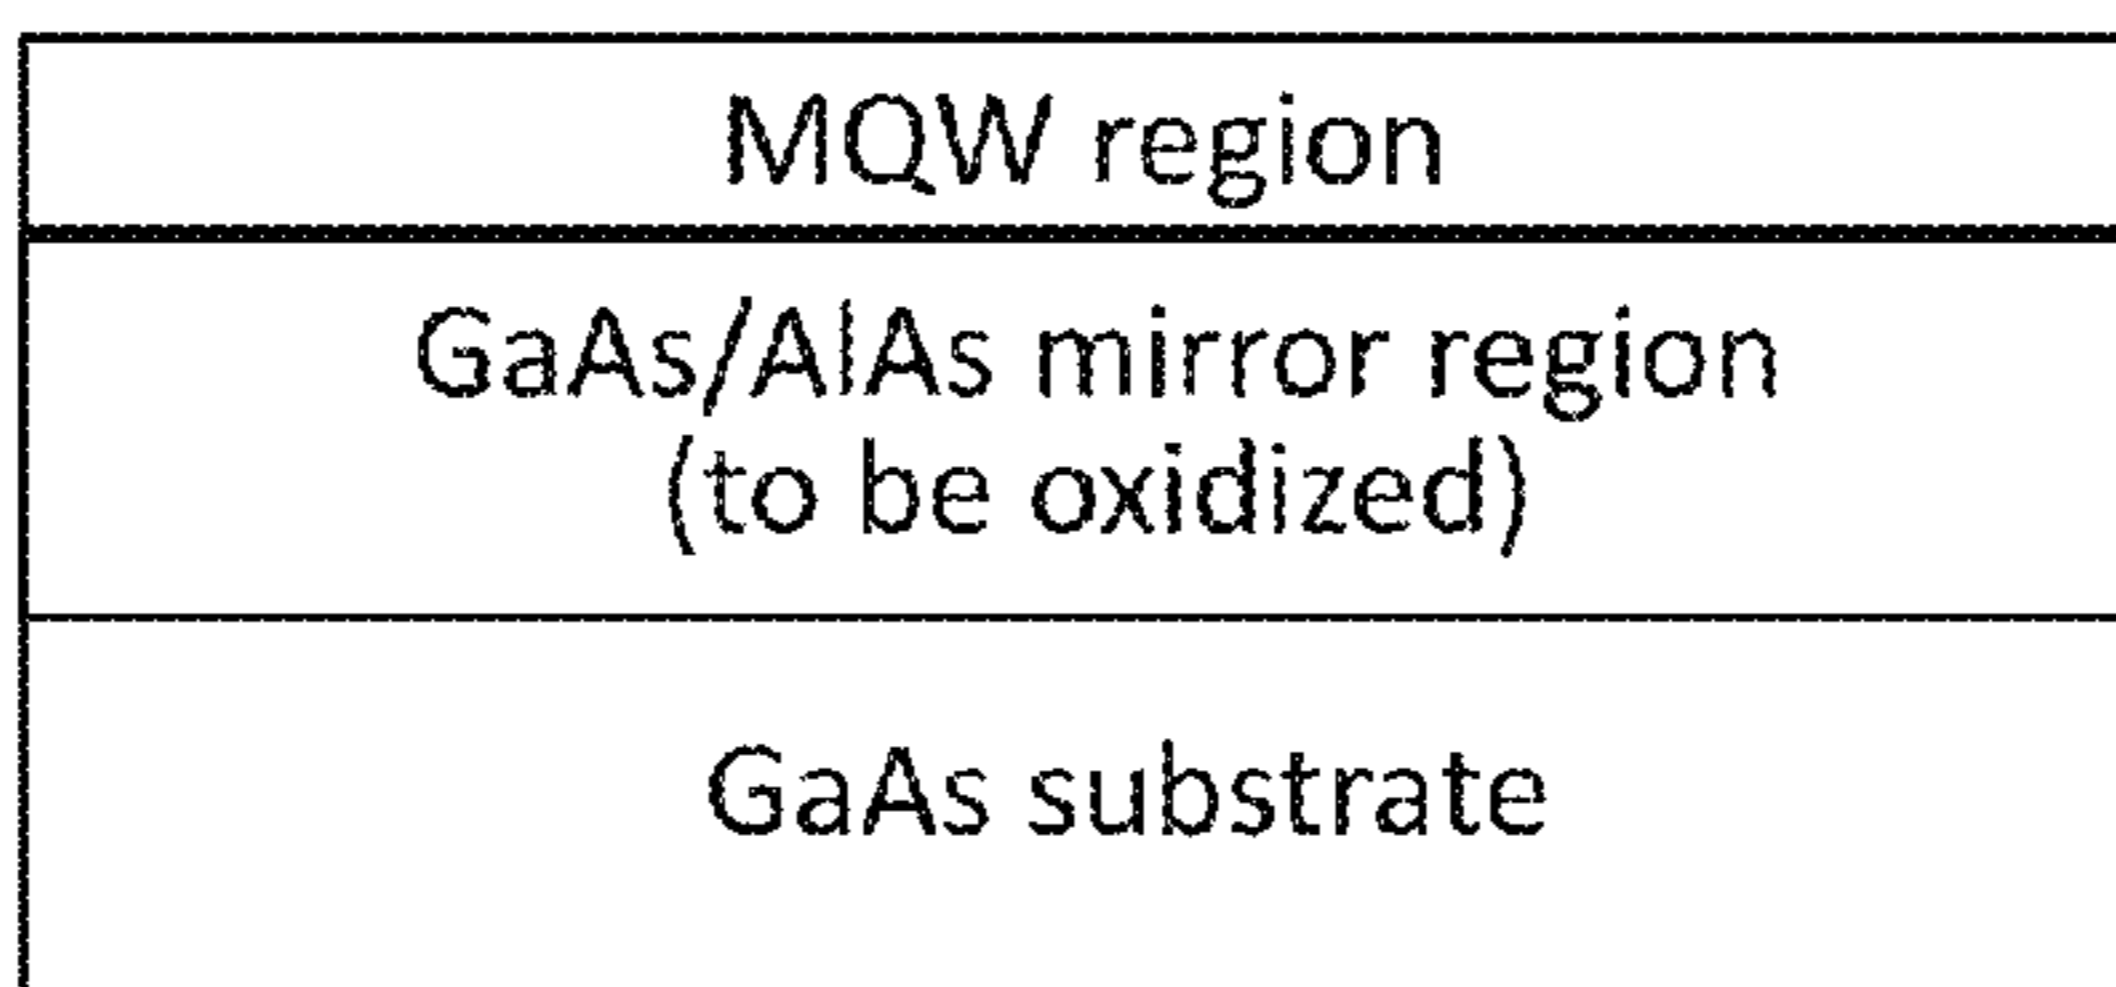 MQW region
GaAs/AlAs mirror region
(to be oxidized)
GaAs substrate